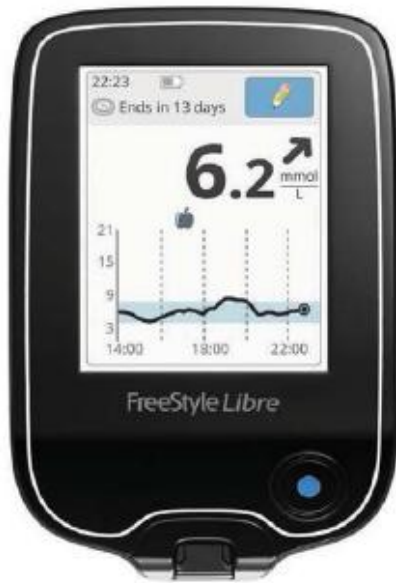 22:23
Ends in 13 days
6.2 mmol
L
21
15
9
3
14:00 18:00 22:00
FreeStyle Libre